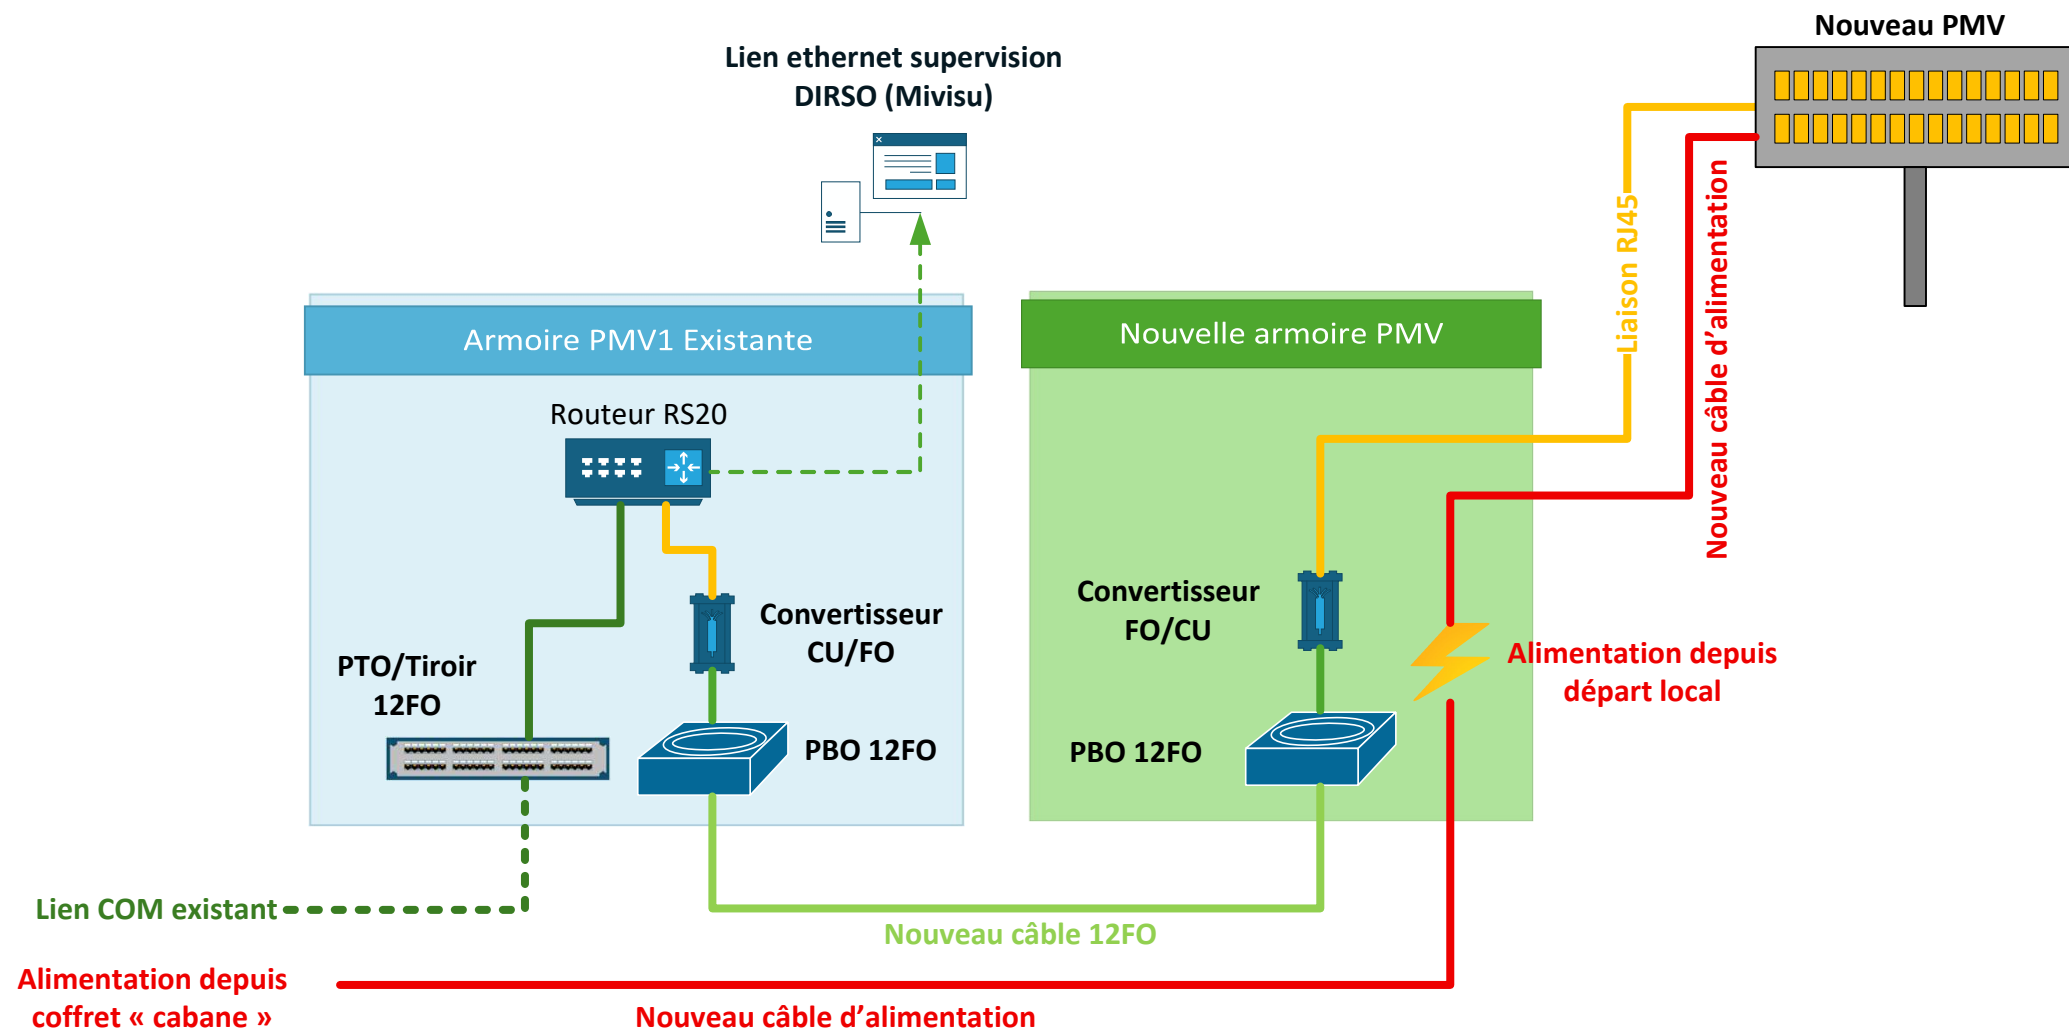 Nouveau PMV
Lien ethernet supervision
DIRSO (Mivisu)
Liaison RJ45
Nouveau câble d’alimentation
Armoire PMV1 Existante
Nouvelle armoire PMV
Routeur RS20
Convertisseur
CU/FO
Convertisseur
FO/CU
PTO/Tiroir
12FO
Alimentation depuis
départ local
PBO 12FO
PBO 12FO
Lien COM existant
Nouveau câble 12FO
Alimentation depuis
coffret « cabane »
Nouveau câble d’alimentation